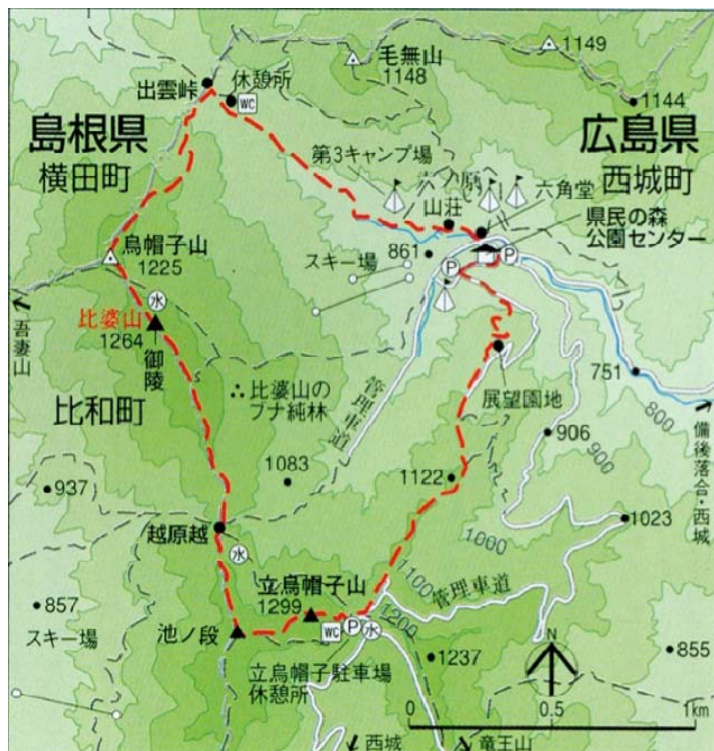 毛無山
1148
1149
1144
出雲峠
休憩所
WC
島根県
横田町
広島県
西城町
第3キャンプ場
六ノ原
山荘
六角堂
県民の森
公園センター
861
スキー場
P
P
烏帽子山
1225
吾妻山
水
比婆山
1264
御陵
比和町
比婆山の
ブナ純林
管理車道
展望園地
751
800
備後落合・西城
906
900
937
1083
1122
1023
1000
越原越
水
1100
管理車道
立烏帽子山
1299
1200
857
スキー場
池ノ段
WC
P
水
立烏帽子駐車場
休憩所
1237
855
N
0
0.5
1km
西城
竜王山